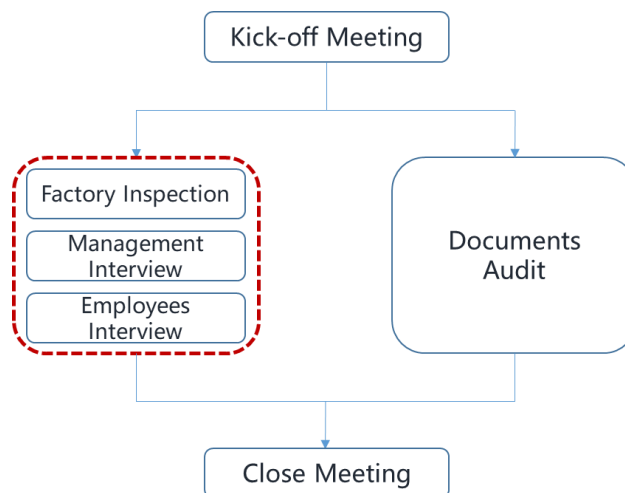 Kick-off Meeting
Factory Inspection
Management
Interview
Employees
Interview
Documents
Audit
Close Meeting